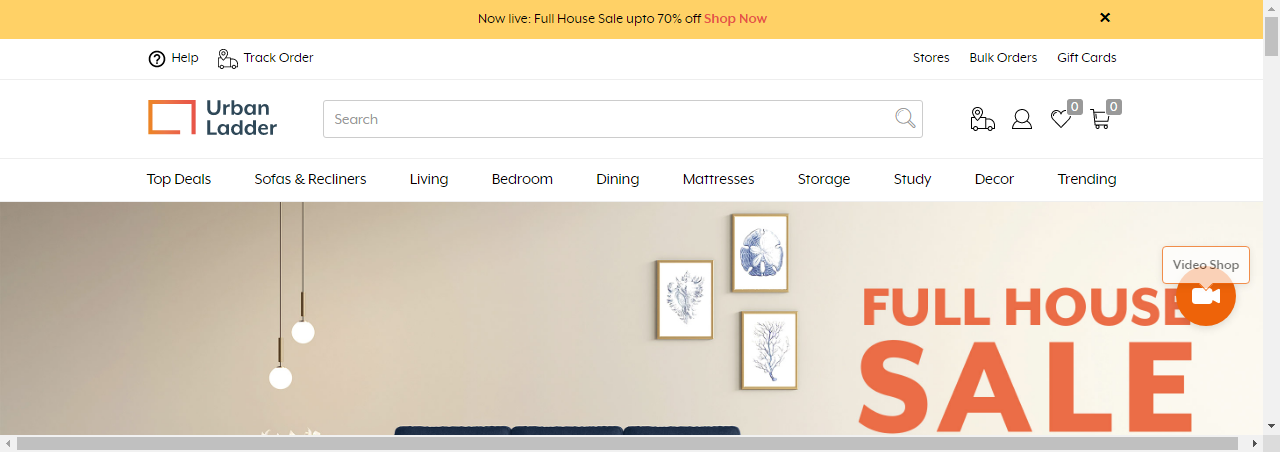 Now live: Full House Sale upto 70% off Shop Now ✕
Help Track Order Stores Bulk Orders Gift Cards
Urban
Ladder
Search
0 0
Top Deals Sofas & Recliners Living Bedroom Dining Mattresses Storage Study Decor Trending
Video Shop
FULL HOUSE
SALE